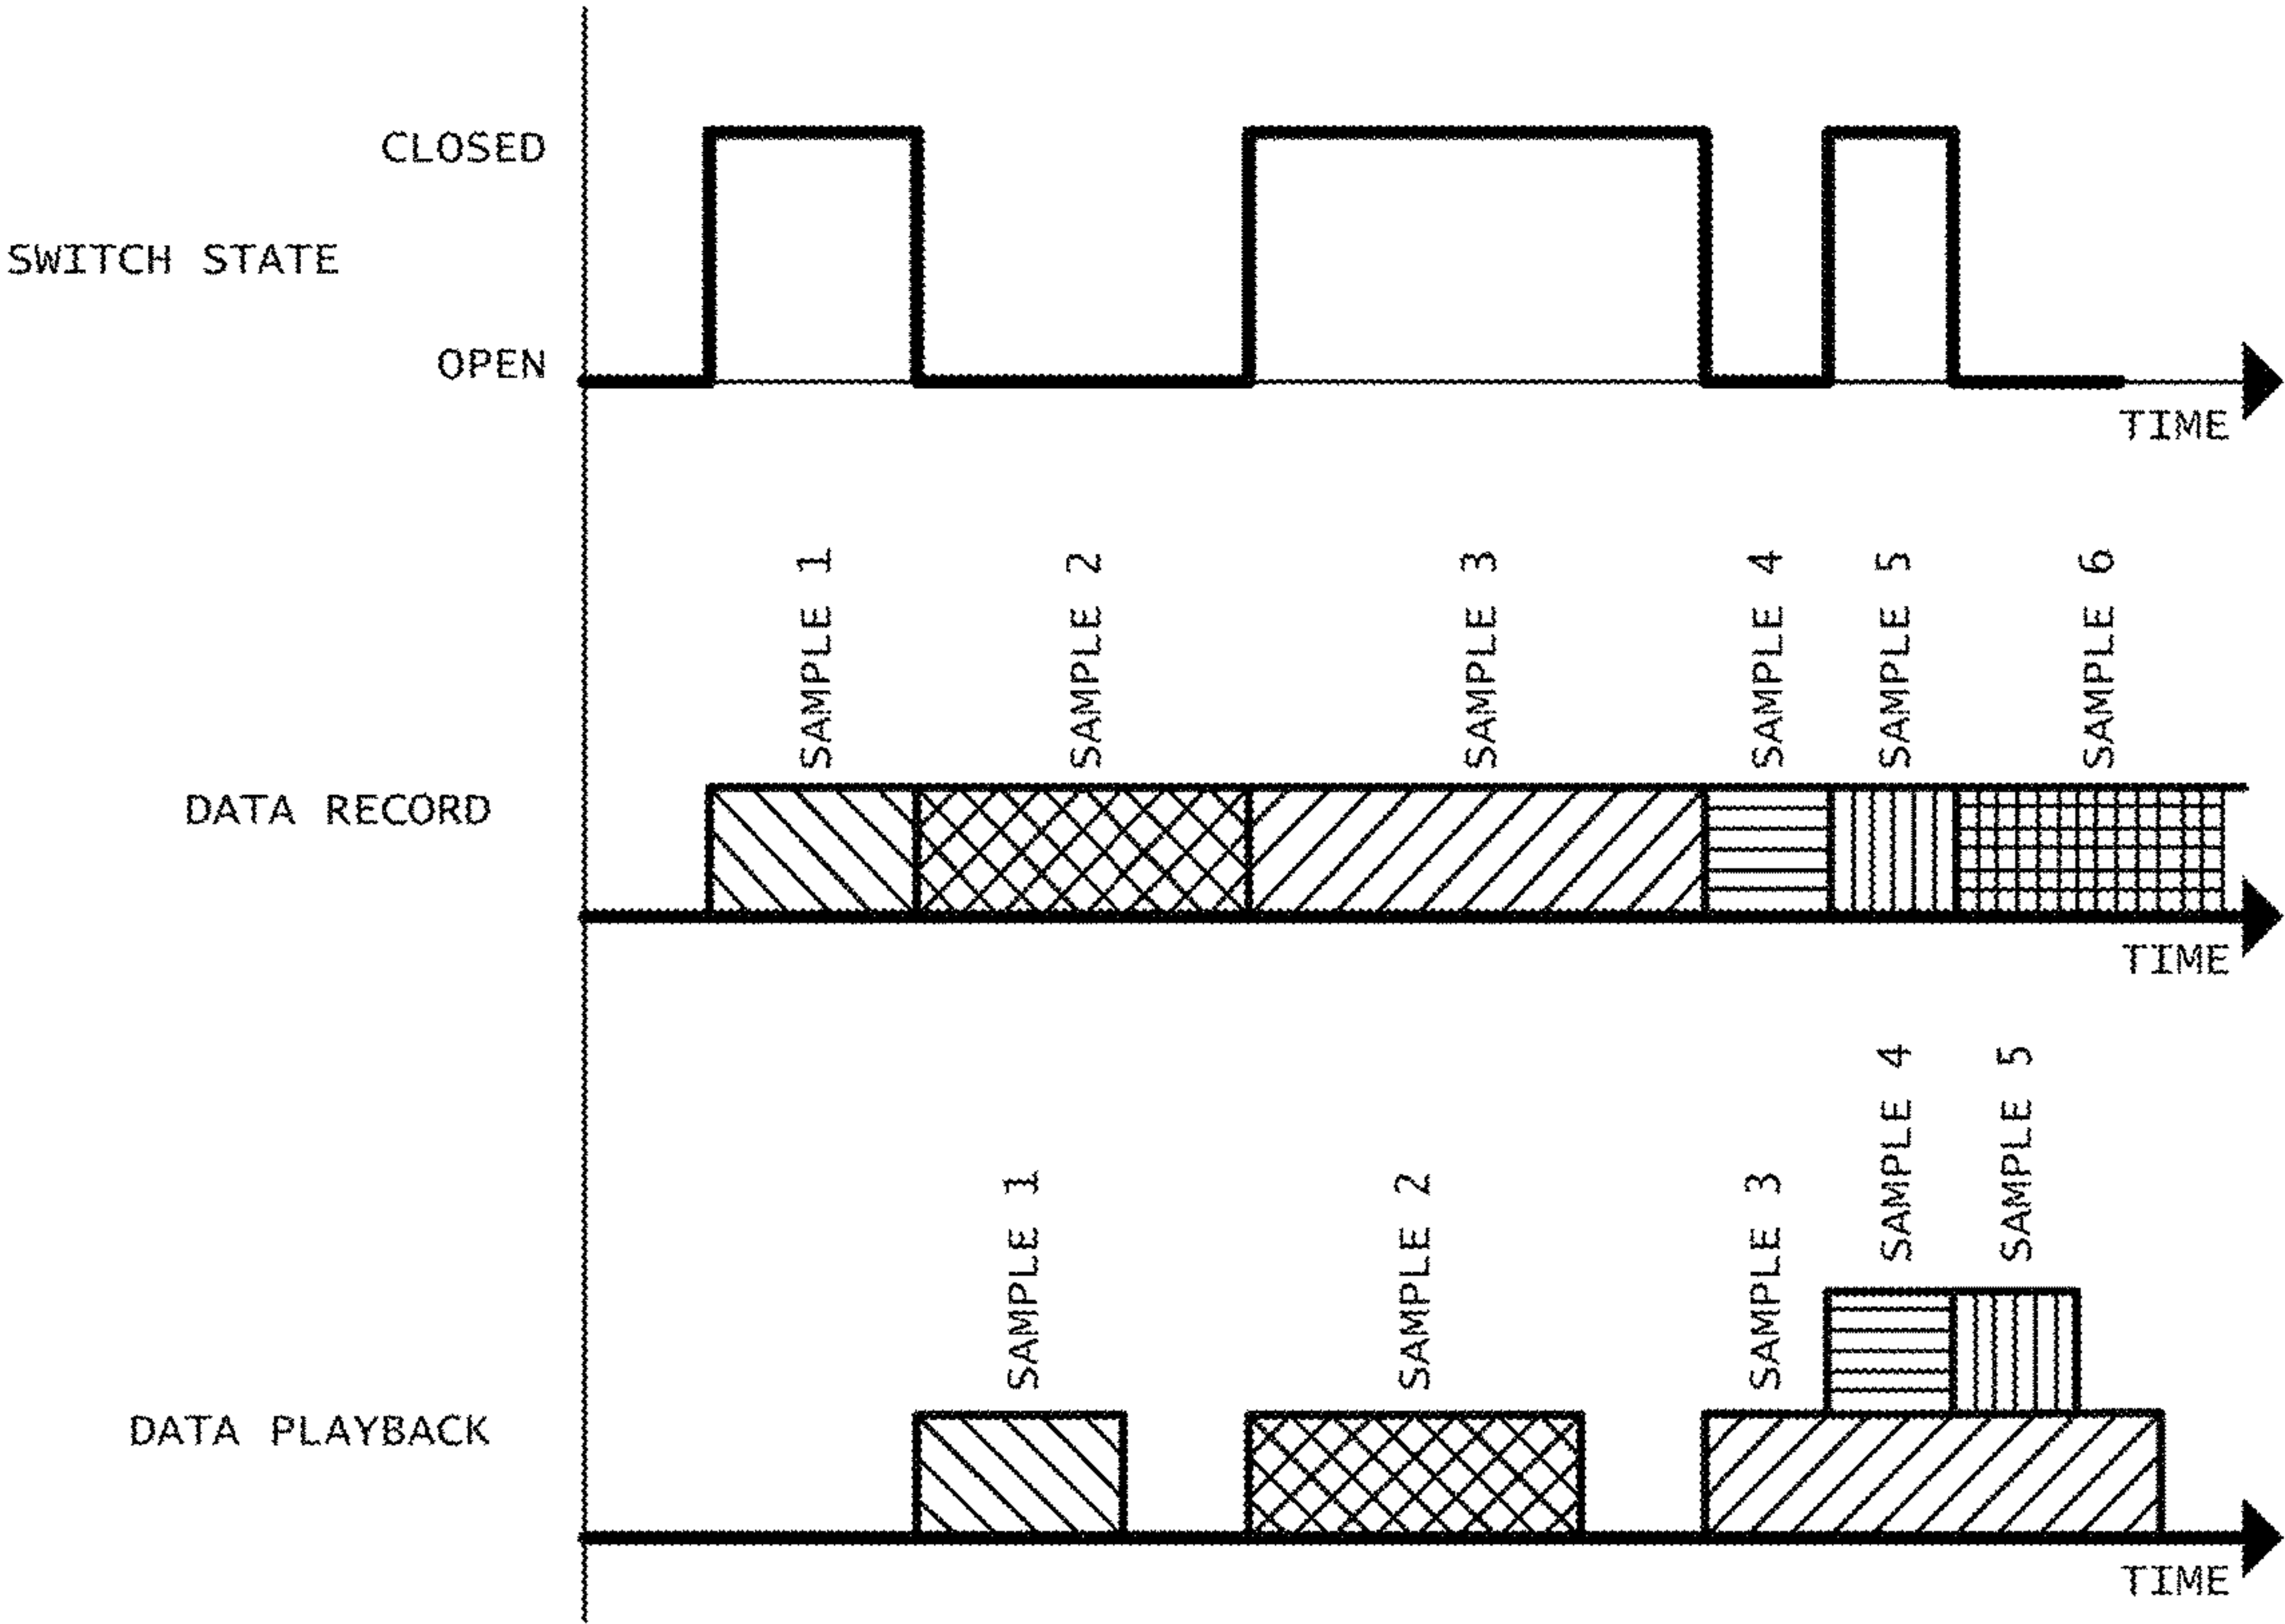 CLOSED
SWITCH STATE
OPEN
TIME
SAMPLE 1
SAMPLE 2
SAMPLE 3
SAMPLE 4
SAMPLE 5
SAMPLE 6
DATA RECORD
TIME
SAMPLE 1
SAMPLE 2
SAMPLE 3
SAMPLE 4
SAMPLE 5
DATA PLAYBACK
TIME